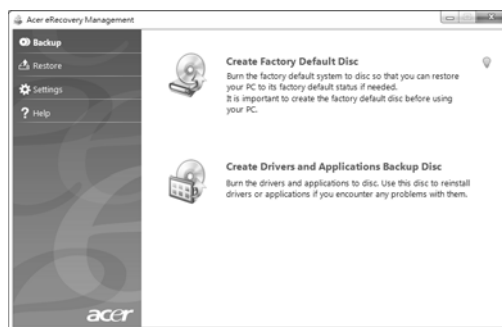 Acer eRecovery Management
Backup
Restore
Settings
? Help
Create Factory Default Disc
Burn the factory default system to disc so that you can restore
your PC to its factory default status if needed.
It is important to create the factory default disc before using
your PC.
Create Drivers and Applications Backup Disc
Burn the drivers and applications to disc. Use this disc to reinstall
drivers or applications if you encounter any problems with them.
acer